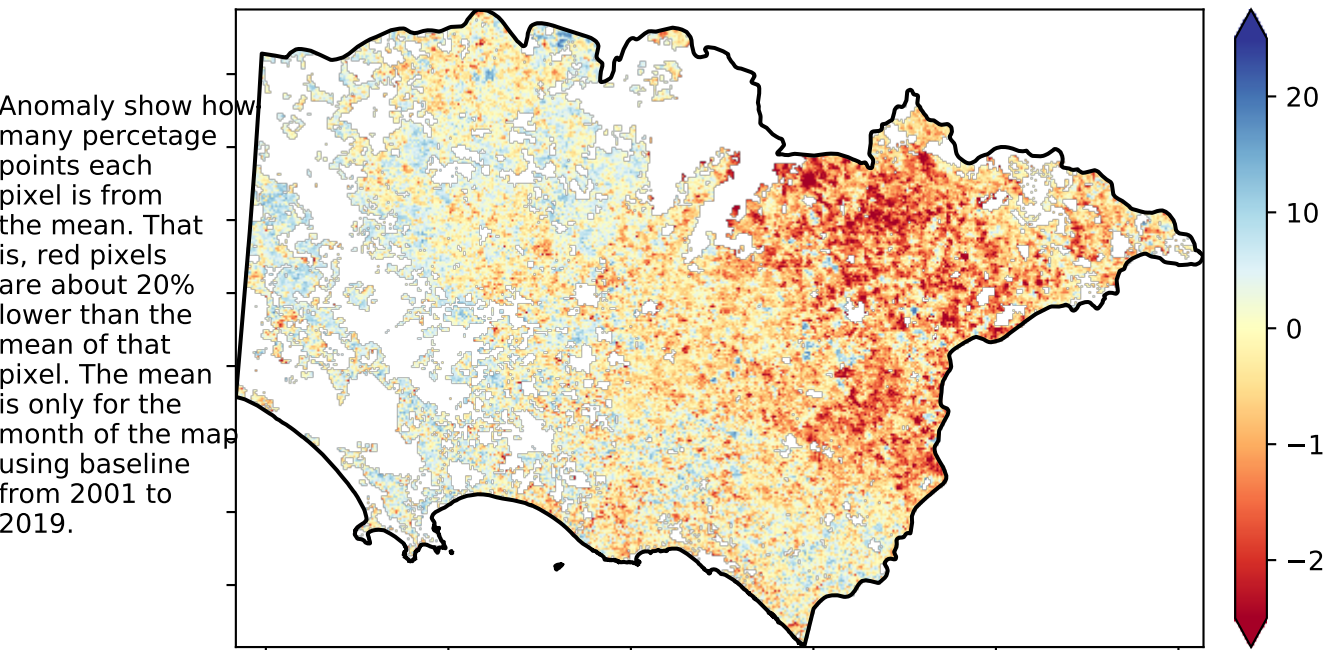 Anomaly show how
many percetage
points each
pixel is from
the mean. That
is, red pixels
are about 20%
lower than the
mean of that
pixel. The mean
is only for the
month of the map
using baseline
from 2001 to
2019.
20
10
0
−1
−2